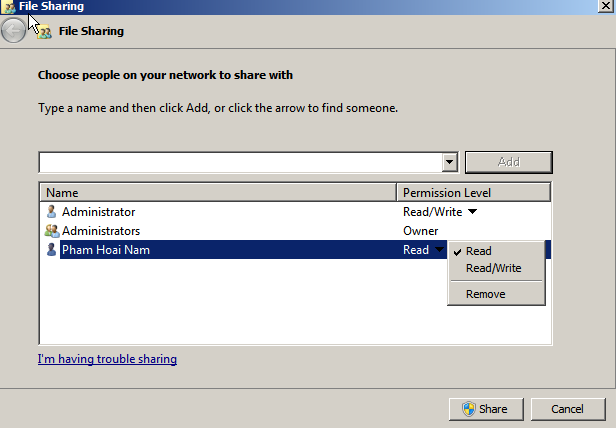 File Sharing
File Sharing
Choose people on your network to share with
Type a name and then click Add, or click the arrow to find someone.
Add
Name Permission Level
Administrator Read/Write
Administrators Owner
Pham Hoai Nam Read
Read
Read/Write
Remove
I'm having trouble sharing
Share Cancel